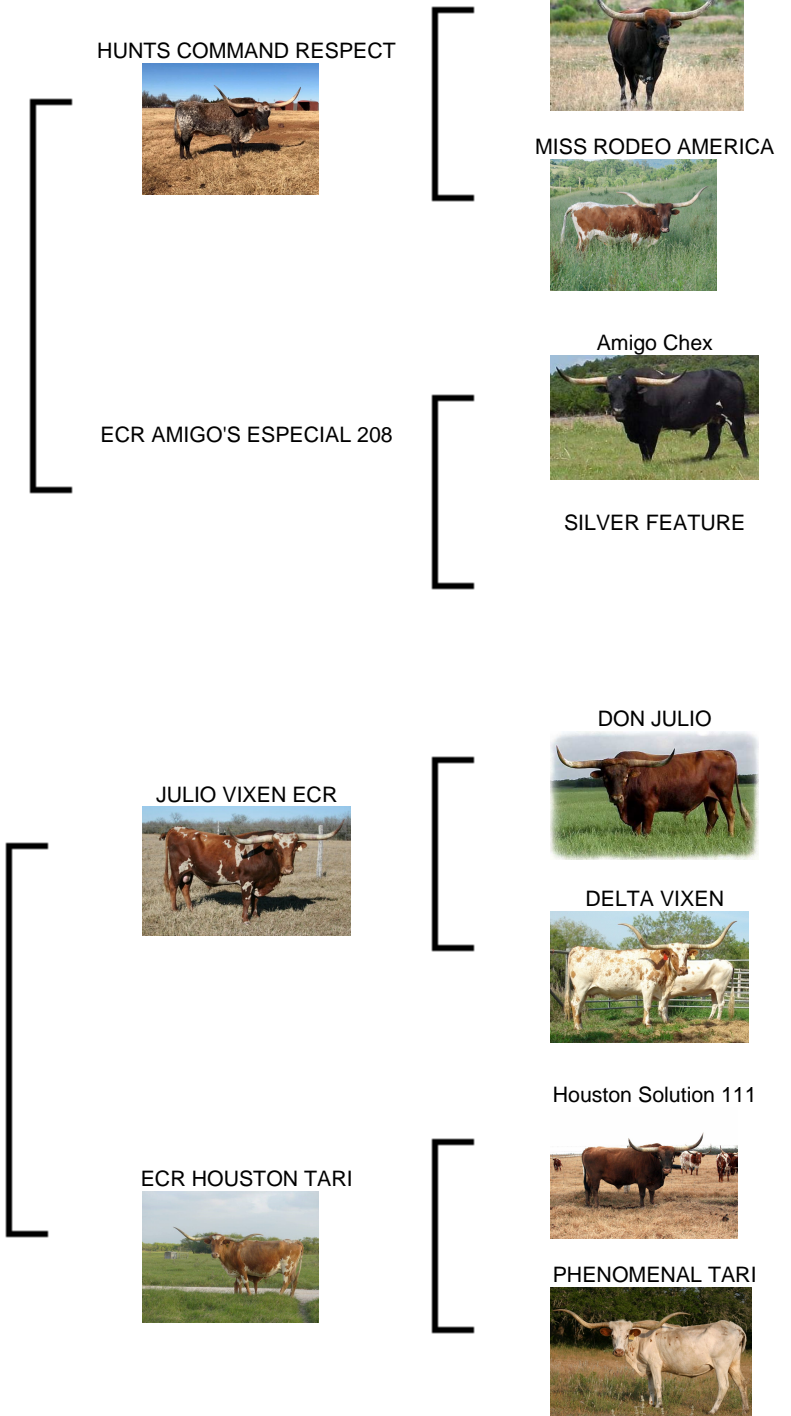 HUNTS COMMAND RESPECT
MISS RODEO AMERICA
Amigo Chex
ECR AMIGO'S ESPECIAL 208
SILVER FEATURE
DON JULIO
JULIO VIXEN ECR
DELTA VIXEN
Houston Solution 111
ECR HOUSTON TARI
PHENOMENAL TARI